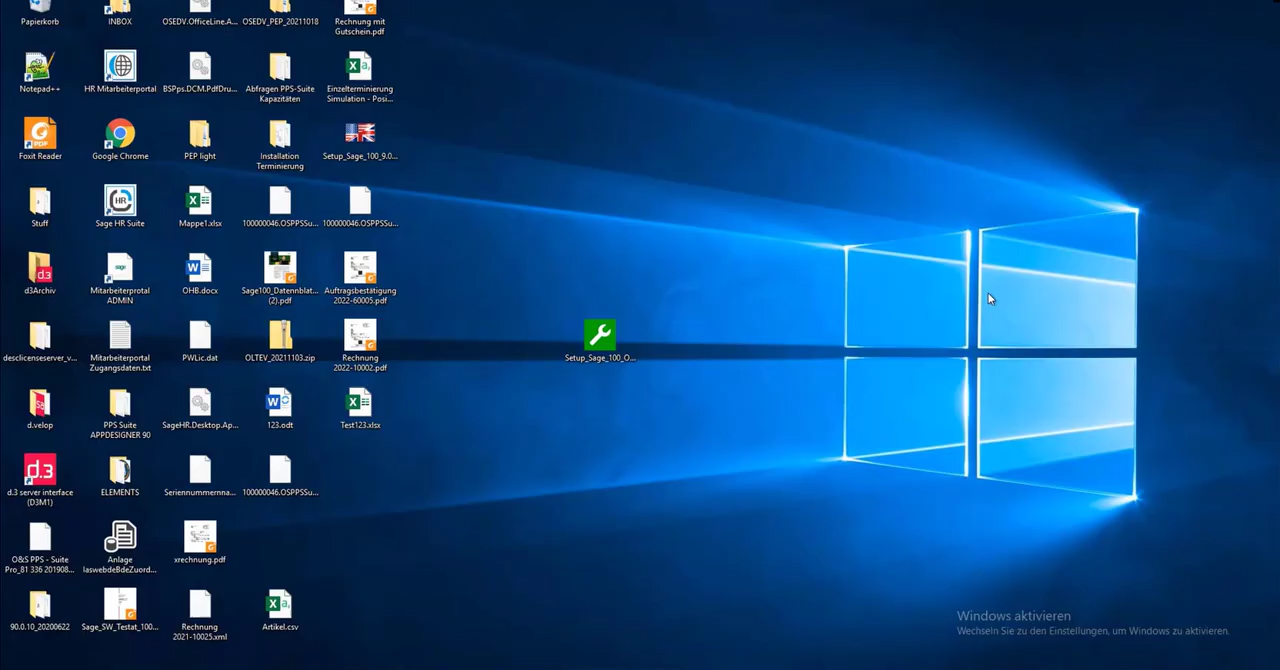 Papierkorb
INBOX
OSEDV.OfficeLine.A...
OSEDV_PEP_20211018
Rechnung mit
Gutschein.pdf
Notepad++
HR Mitarbeiterportal
BSPps.DCM.PdfDru...
Abfragen PPS-Suite
Kapazitäten
Einzelterminierung
Simulation - Posi...
Foxit Reader
Google Chrome
PEP light
Installation
Terminierung
Setup_Sage_100_9.0...
Stuff
Sage HR Suite
Mappe1.xlsx
100000046.OSPPSSu...
100000046.OSPPSSu...
d3Archiv
Mitarbeiterprotal
ADMIN
OHB.docx
Sage100_Datennblat...
(2).pdf
Auftragsbestätigung
2022-60005.pdf
desclicenseserver_v...
Mitarbeiterportal
Zugangsdaten.txt
PWLic.dat
OLTEV_20211103.zip
Rechnung
2022-10002.pdf
Setup_Sage_100_O...
d.velop
PPS Suite
APPDESIGNER 90
SageHR.Desktop.Ap...
123.odt
Test123.xlsx
d.3 server interface
(D3M1)
ELEMENTS
Seriennummernna...
100000046.OSPPSSu...
O&S PPS - Suite
Pro_81 336 201908...
Anlage
laswebdeBdeZuord...
xrechnung.pdf
90.0.10_20200622
Sage_SW_Testat_100...
Rechnung
2021-10025.xml
Artikel.csv
Windows aktivieren
Wechseln Sie zu den Einstellungen, um Windows zu aktivieren.